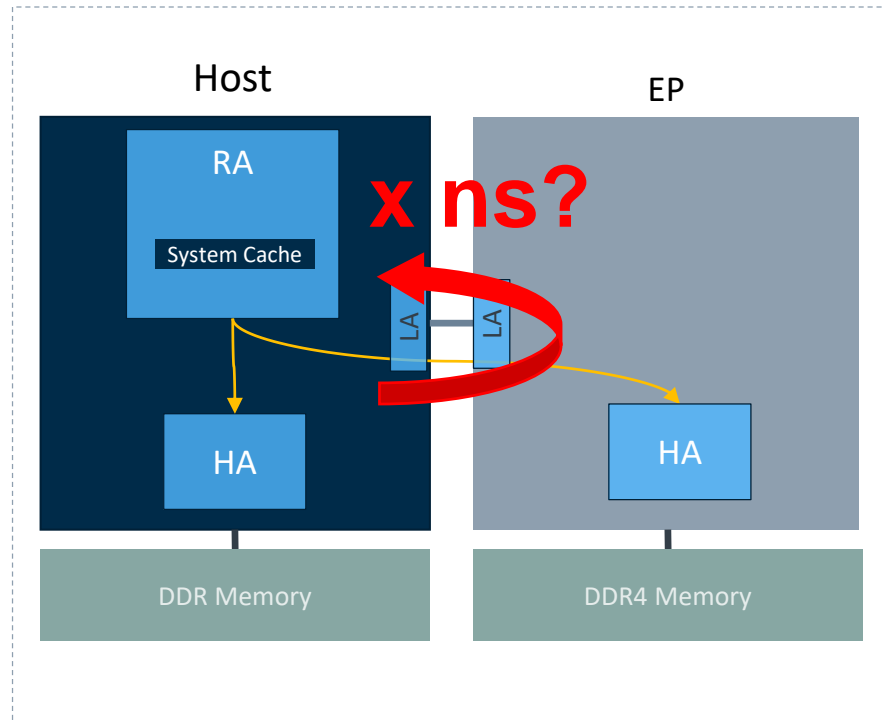 Host
EP
RA
x ns?
System Cache
LA
LA
HA
HA
DDR Memory
DDR4 Memory